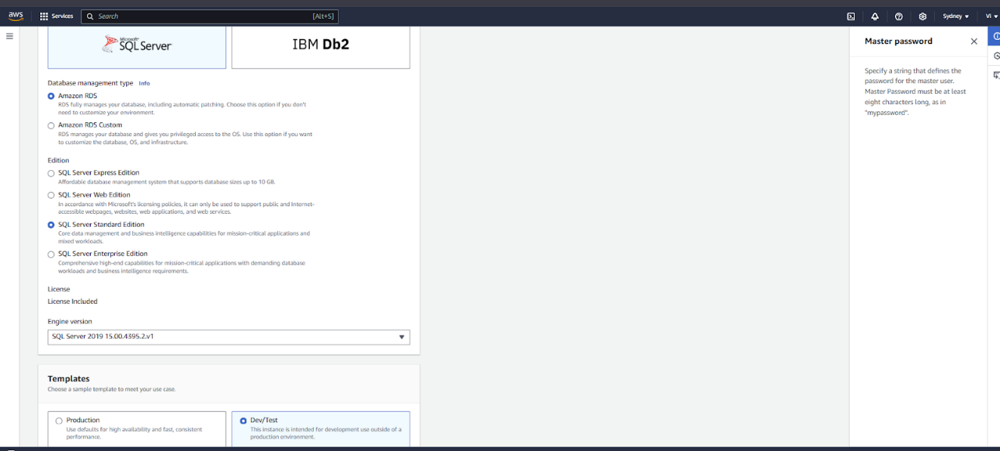 aws
Services
Search
[Alt+S]
Sydney
Vi
Microsoft
SQL Server
IBM Db2
Database management type Info
Amazon RDS
RDS fully manages your database, including automatic patching. Choose this option if you don't
need to customize your environment.
Amazon RDS Custom
RDS manages your database and gives you privileged access to the OS. Use this option if you want
to customize the database, OS, and infrastructure.
Edition
SQL Server Express Edition
Affordable database management system that supports database sizes up to 10 GB.
SQL Server Web Edition
In accordance with Microsoft's licensing policies, it can only be used to support public and Internet-
accessible webpages, websites, web applications, and web services.
SQL Server Standard Edition
Core data management and business intelligence capabilities for mission-critical applications and
mixed workloads.
SQL Server Enterprise Edition
Comprehensive high-end capabilities for mission-critical applications with demanding database
workloads and business intelligence requirements.
License
License Included
Engine version
SQL Server 2019 15.00.4395.2.v1
Templates
Choose a sample template to meet your use case.
Production
Use defaults for high availability and fast, consistent
performance.
Dev/Test
This instance is intended for development use outside of a
production environment.
Master password
Specify a string that defines the
password for the master user.
Master Password must be at least
eight characters long, as in
"mypassword".